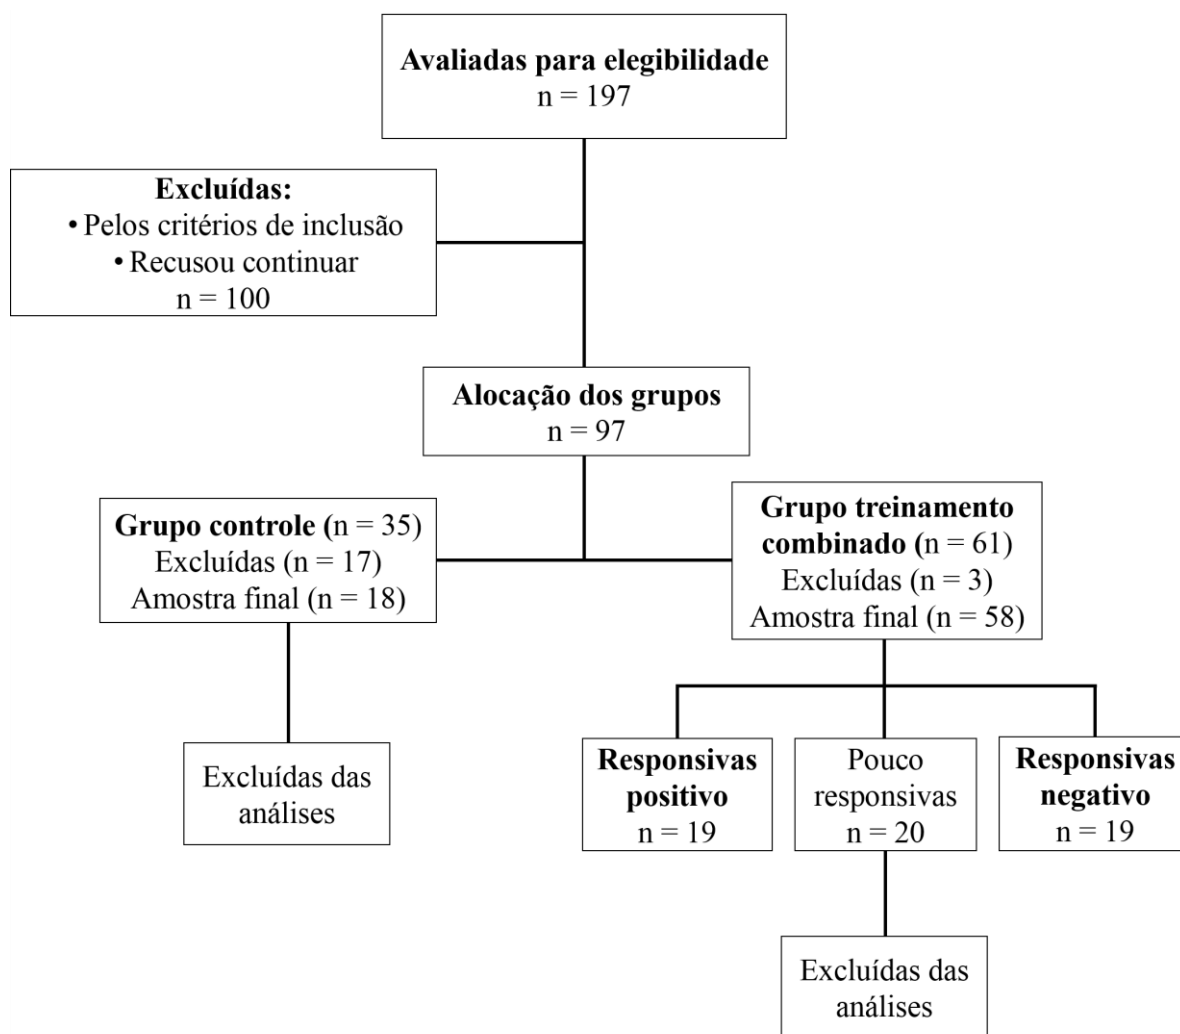 Avaliadas para elegibilidade
n = 197
Excluídas:
• Pelos critérios de inclusão
• Recusou continuar
n = 100
Alocação dos grupos
n = 97
Grupo controle (n = 35)
Excluídas (n = 17)
Amostra final (n = 18)
Grupo treinamento
combinado (n = 61)
Excluídas (n = 3)
Amostra final (n = 58)
Excluídas das
análises
Responsivas
positivo
n = 19
Pouco
responsivas
n = 20
Responsivas
negativo
n = 19
Excluídas das
análises